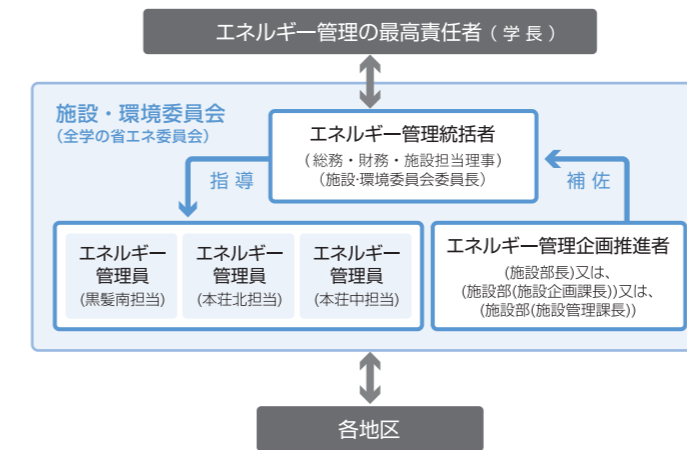 エネルギー管理の最高責任者（学長）
施設・環境委員会
（全学の省エネ委員会）
エネルギー管理統括者
（総務・財務・施設担当理事）
（施設・環境委員会委員長）
指導
補佐
エネルギー
管理員
（黒髪南担当）
エネルギー
管理員
（本荘北担当）
エネルギー
管理員
（本荘中担当）
エネルギー管理企画推進者
（施設部長）又は、
（施設部（施設企画課長））又は、
（施設部（施設管理課長））
各地区